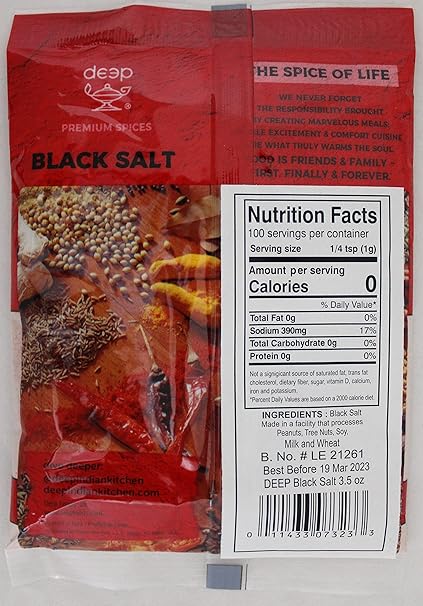 deep
®
PREMIUM SPICES
BLACK SALT
THE SPICE OF LIFE
WE NEVER FORGET
THE RESPONSIBILITY BROUGHT
BY CREATING MARVELOUS MEALS:
EXCITEMENT & COMFORT CUISINE
WHAT TRULY WARMS THE SOUL.
FOOD IS FRIENDS & FAMILY –
FIRST, FINALLY & FOREVER.
Nutrition Facts
100 servings per container
Serving size 1/4 tsp (1g)
Amount per serving
Calories 0
% Daily Value*
Total Fat 0g 0%
Sodium 390mg 17%
Total Carbohydrate 0g 0%
Protein 0g 0%
Not a signigicant source of saturated fat, trans fat
cholesterol, dietary fiber, sugar, vitamin D, calcium,
iron and potassium.
*Percent Daily Values are based on a 2000 calorie diet.
INGREDIENTS : Black Salt
Made in a facility that processes
Peanuts, Tree Nuts, Soy,
Milk and Wheat
B. No. # LE 21261
Best Before 19 Mar 2023
DEEP Black Salt 3.5 oz
0 11433 07323 3
dive deeper:
@deepindiankitchen
deepindiankitchen.com